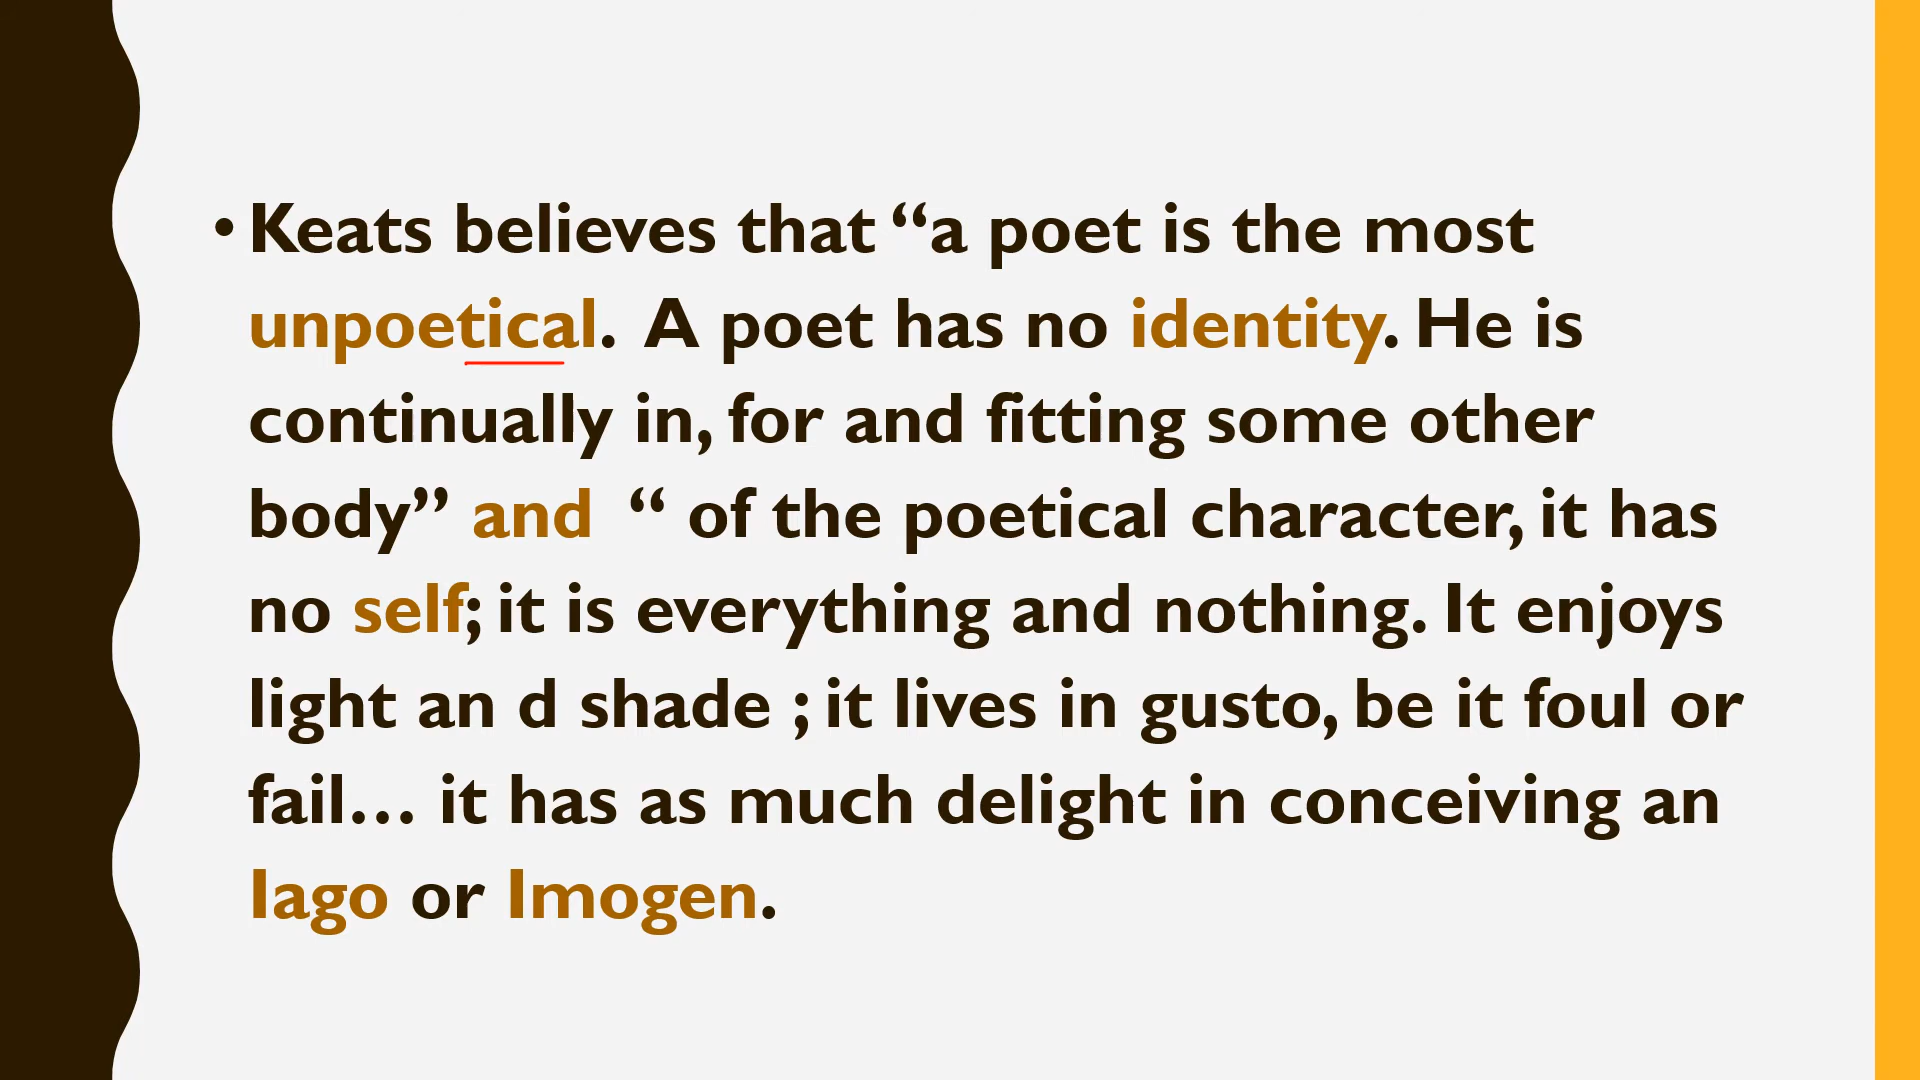 • Keats believes that “a poet is the most
unpoetical.  A poet has no identity. He is
continually in, for and fitting some other
body” and  “ of the poetical character, it has
no self; it is everything and nothing. It enjoys
light an d shade ; it lives in gusto, be it foul or
fail… it has as much delight in conceiving an
Iago or Imogen.